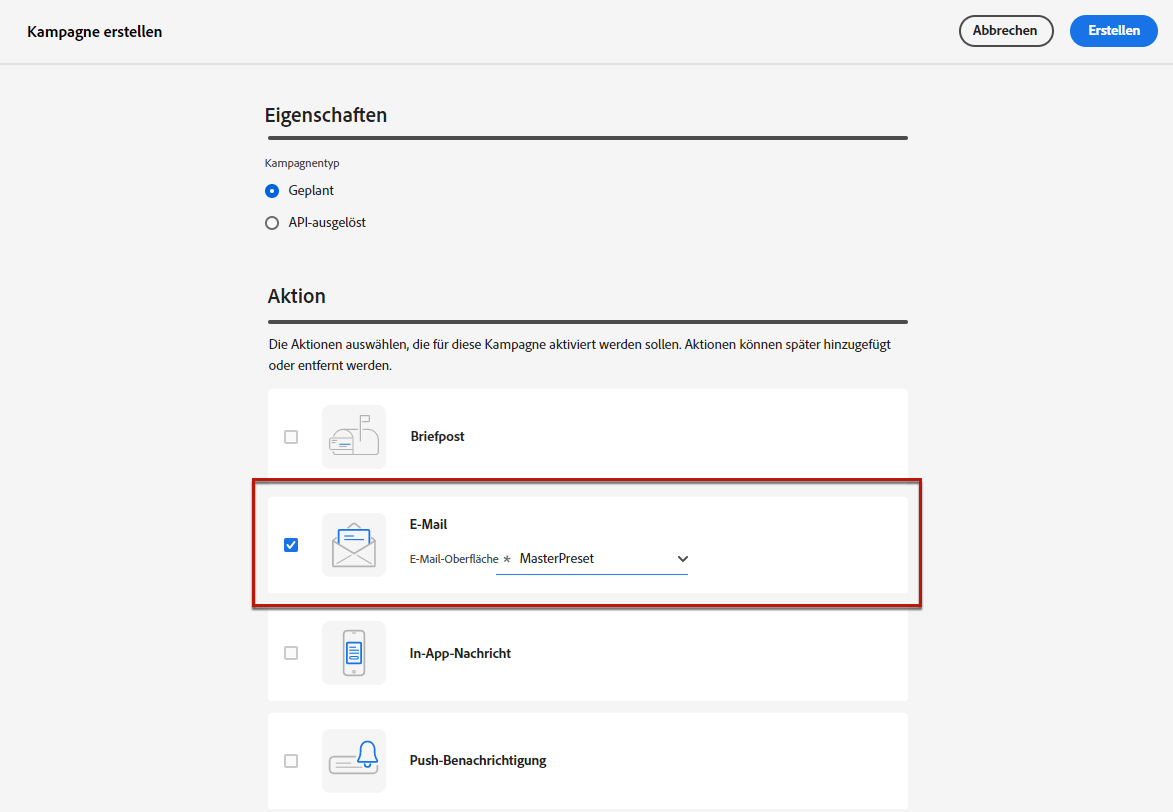 Kampagne erstellen
Abbrechen
Erstellen
Eigenschaften
Kampagnentyp
Geplant
API-ausgelöst
Aktion
Die Aktionen auswählen, die für diese Kampagne aktiviert werden sollen. Aktionen können später hinzugefügt
oder entfernt werden.
Briefpost
E-Mail
E-Mail-Oberfläche * MasterPreset
In-App-Nachricht
Push-Benachrichtigung